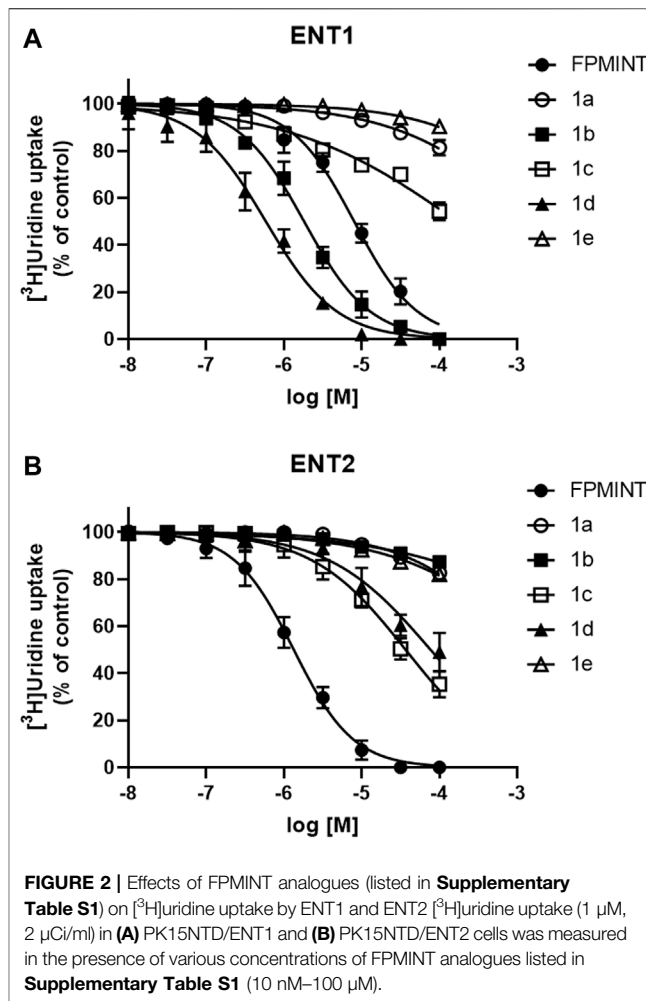 A
ENT1
FPMINT
1a
1b
1c
1d
1e
[³H]Uridine uptake
(% of control)
100
80
60
40
20
0
-8
-7
-6
-5
-4
-3
log [M]
B
ENT2
FPMINT
1a
1b
1c
1d
1e
[³H]Uridine uptake
(% of control)
100
80
60
40
20
0
-8
-7
-6
-5
-4
-3
log [M]
FIGURE 2 | Effects of FPMINT analogues (listed in Supplementary
Table S1) on [³H]uridine uptake by ENT1 and ENT2 [³H]uridine uptake (1 µM,
2 µCi/ml) in (A) PK15NTD/ENT1 and (B) PK15NTD/ENT2 cells was measured
in the presence of various concentrations of FPMINT analogues listed in
Supplementary Table S1 (10 nM–100 µM).